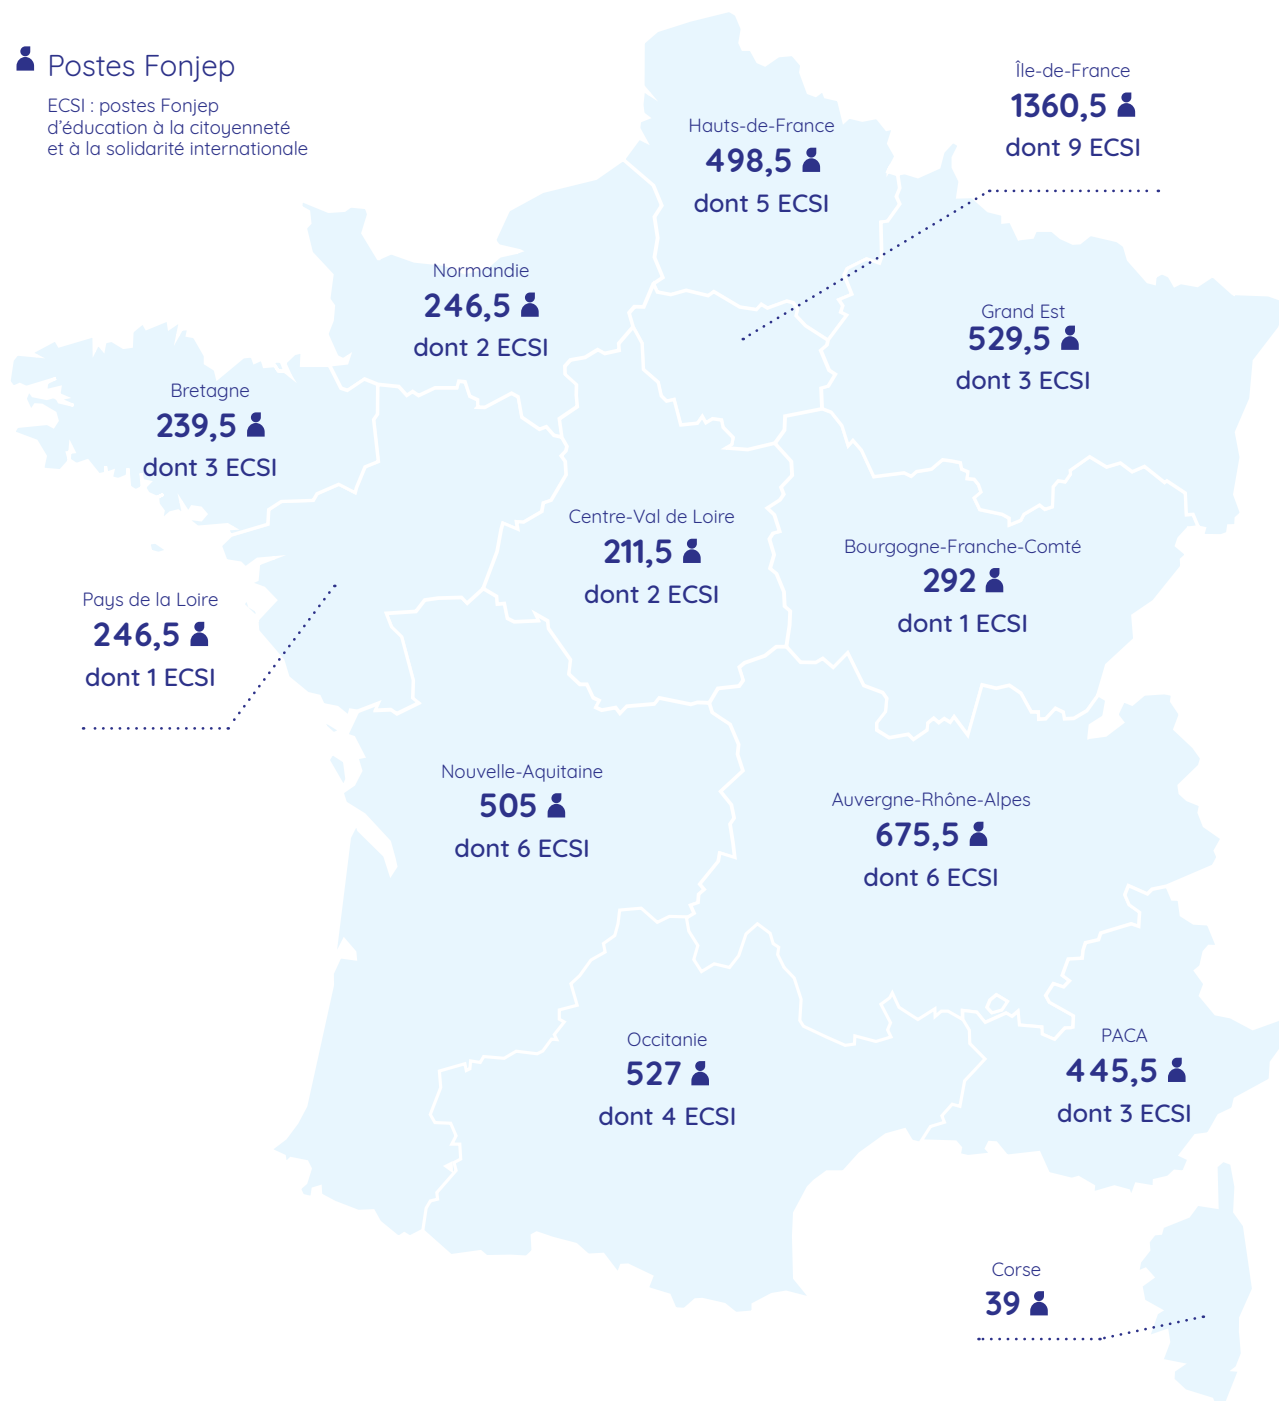 Postes Fonjep
ECSI : postes Fonjep
d'éducation à la citoyenneté
et à la solidarité internationale
Île-de-France
1360,5
dont 9 ECSI
Hauts-de-France
498,5
dont 5 ECSI
Normandie
246,5
dont 2 ECSI
Grand Est
529,5
dont 3 ECSI
Bretagne
239,5
dont 3 ECSI
Centre-Val de Loire
211,5
dont 2 ECSI
Bourgogne-Franche-Comté
292
dont 1 ECSI
Pays de la Loire
246,5
dont 1 ECSI
Nouvelle-Aquitaine
505
dont 6 ECSI
Auvergne-Rhône-Alpes
675,5
dont 6 ECSI
Occitanie
527
dont 4 ECSI
PACA
445,5
dont 3 ECSI
Corse
39